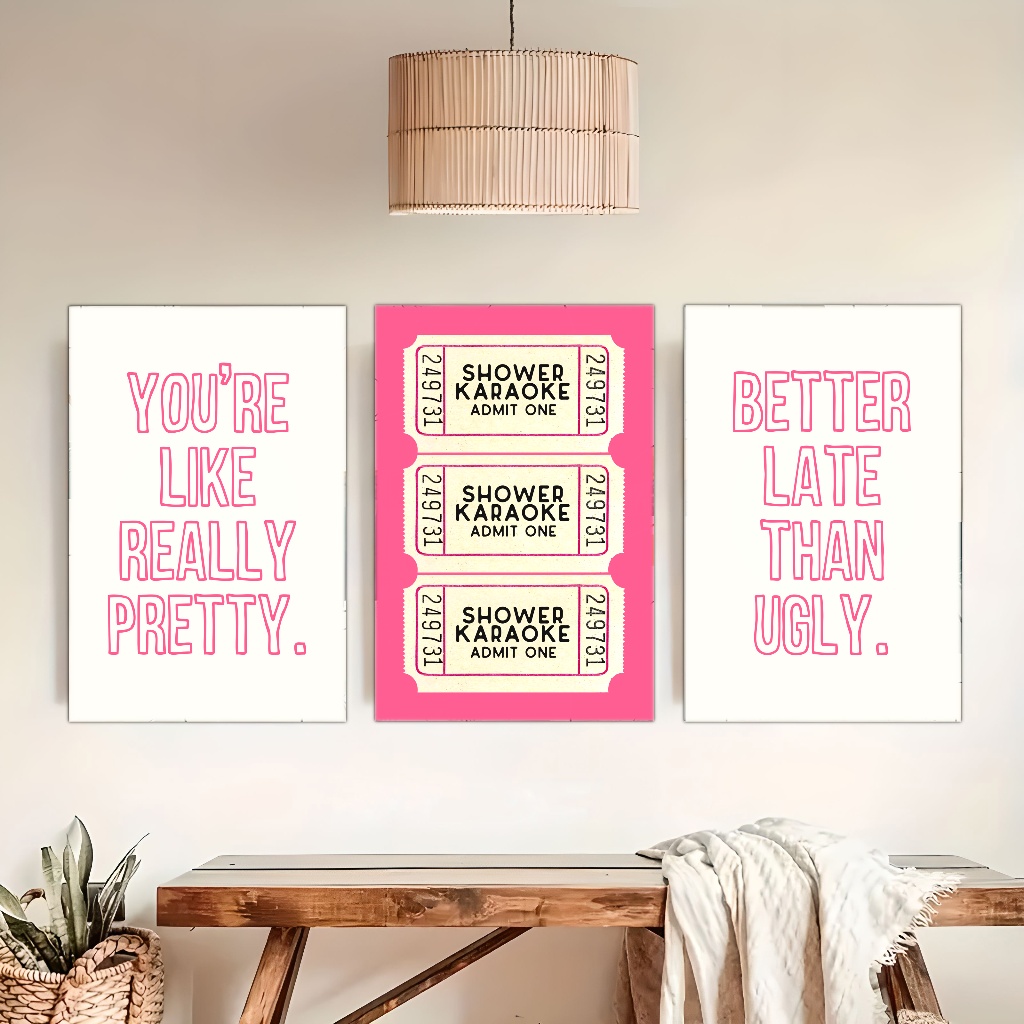 YOU'RE
LIKE
REALLY
PRETTY.
249731
SHOWER
KARAOKE
ADMIT ONE
249731
249731
SHOWER
KARAOKE
ADMIT ONE
249731
249731
SHOWER
KARAOKE
ADMIT ONE
249731
BETTER
LATE
THAN
UGLY.